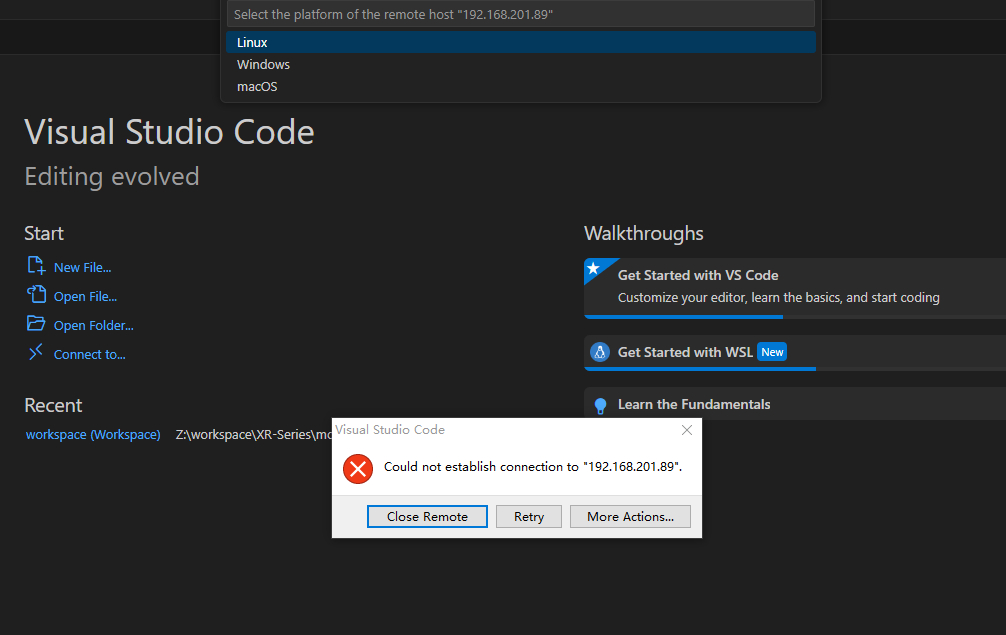 Select the platform of the remote host "192.168.201.89"
Linux
Windows
macOS
Visual Studio Code
Editing evolved
Start
New File...
Open File...
Open Folder...
Connect to...
Recent
workspace (Workspace) Z:\workspace\XR-Series\mo
Walkthroughs
Get Started with VS Code
Customize your editor, learn the basics, and start coding
Get Started with WSL New
Learn the Fundamentals
Visual Studio Code
Could not establish connection to "192.168.201.89".
Close Remote Retry More Actions...